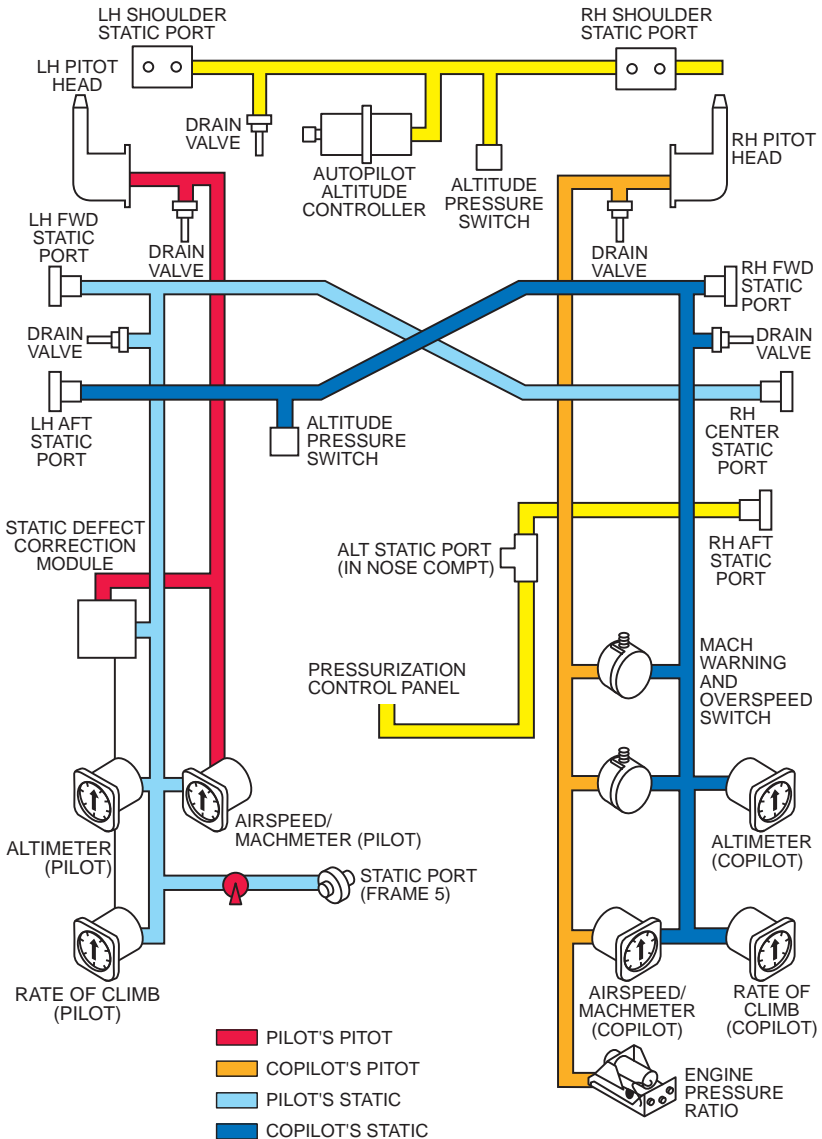 LH SHOULDER
STATIC PORT
RH SHOULDER
STATIC PORT
LH PITOT
HEAD
DRAIN
VALVE
AUTOPILOT
ALTITUDE
CONTROLLER
ALTITUDE
PRESSURE
SWITCH
RH PITOT
HEAD
LH FWD
STATIC
PORT
DRAIN
VALVE
DRAIN
VALVE
RH FWD
STATIC
PORT
DRAIN
VALVE
DRAIN
VALVE
LH AFT
STATIC
PORT
ALTITUDE
PRESSURE
SWITCH
RH
CENTER
STATIC
PORT
STATIC DEFECT
CORRECTION
MODULE
ALT STATIC PORT
(IN NOSE COMPT)
RH AFT
STATIC
PORT
PRESSURIZATION
CONTROL PANEL
MACH
WARNING
AND
OVERSPEED
SWITCH
ALTIMETER
(PILOT)
AIRSPEED/
MACHMETER (PILOT)
ALTIMETER
(COPILOT)
STATIC PORT
(FRAME 5)
RATE OF CLIMB
(PILOT)
AIRSPEED/
MACHMETER
(COPILOT)
RATE OF
CLIMB
(COPILOT)
PILOT'S PITOT
COPILOT'S PITOT
PILOT'S STATIC
COPILOT'S STATIC
ENGINE
PRESSURE
RATIO